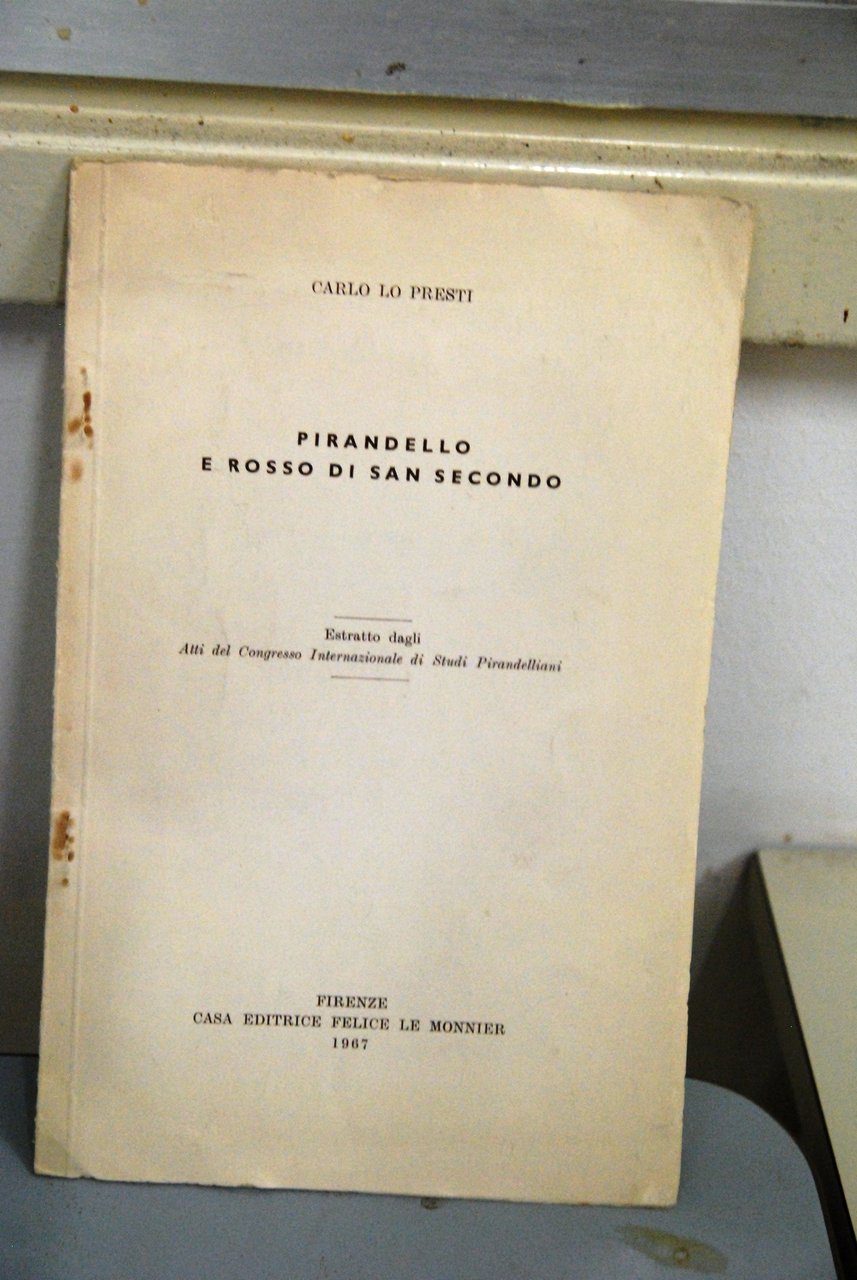 CARLO LO PRESTI
PIRANDELLO
E ROSSO DI SAN SECONDO
Estratto dagli
Atti del Congresso Internazionale di Studi Pirandelliani
FIRENZE
CASA EDITRICE FELICE LE MONNIER
1967